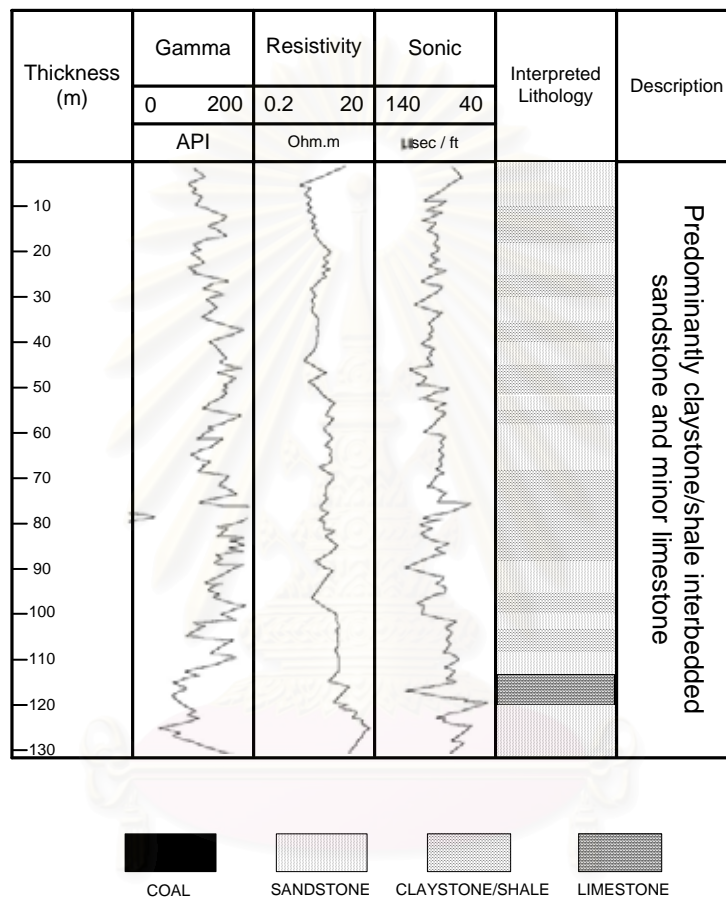 Thickness
(m)
Gamma
0 200
API
Resistivity
0.2 20
Ohm.m
Sonic
140 40
µsec / ft
Interpreted
Lithology
Description
10
20
30
40
50
60
70
80
90
100
110
120
130
Predominantly claystone/shale interbedded
sandstone and minor limestone
COAL
SANDSTONE
CLAYSTONE/SHALE
LIMESTONE